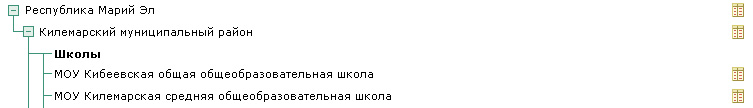 Республика Марий Эл
Килемарский муниципальный район
Школы
МОУ Кибеевская общая общеобразовательная школа
МОУ Килемарская средняя общеобразовательная школа